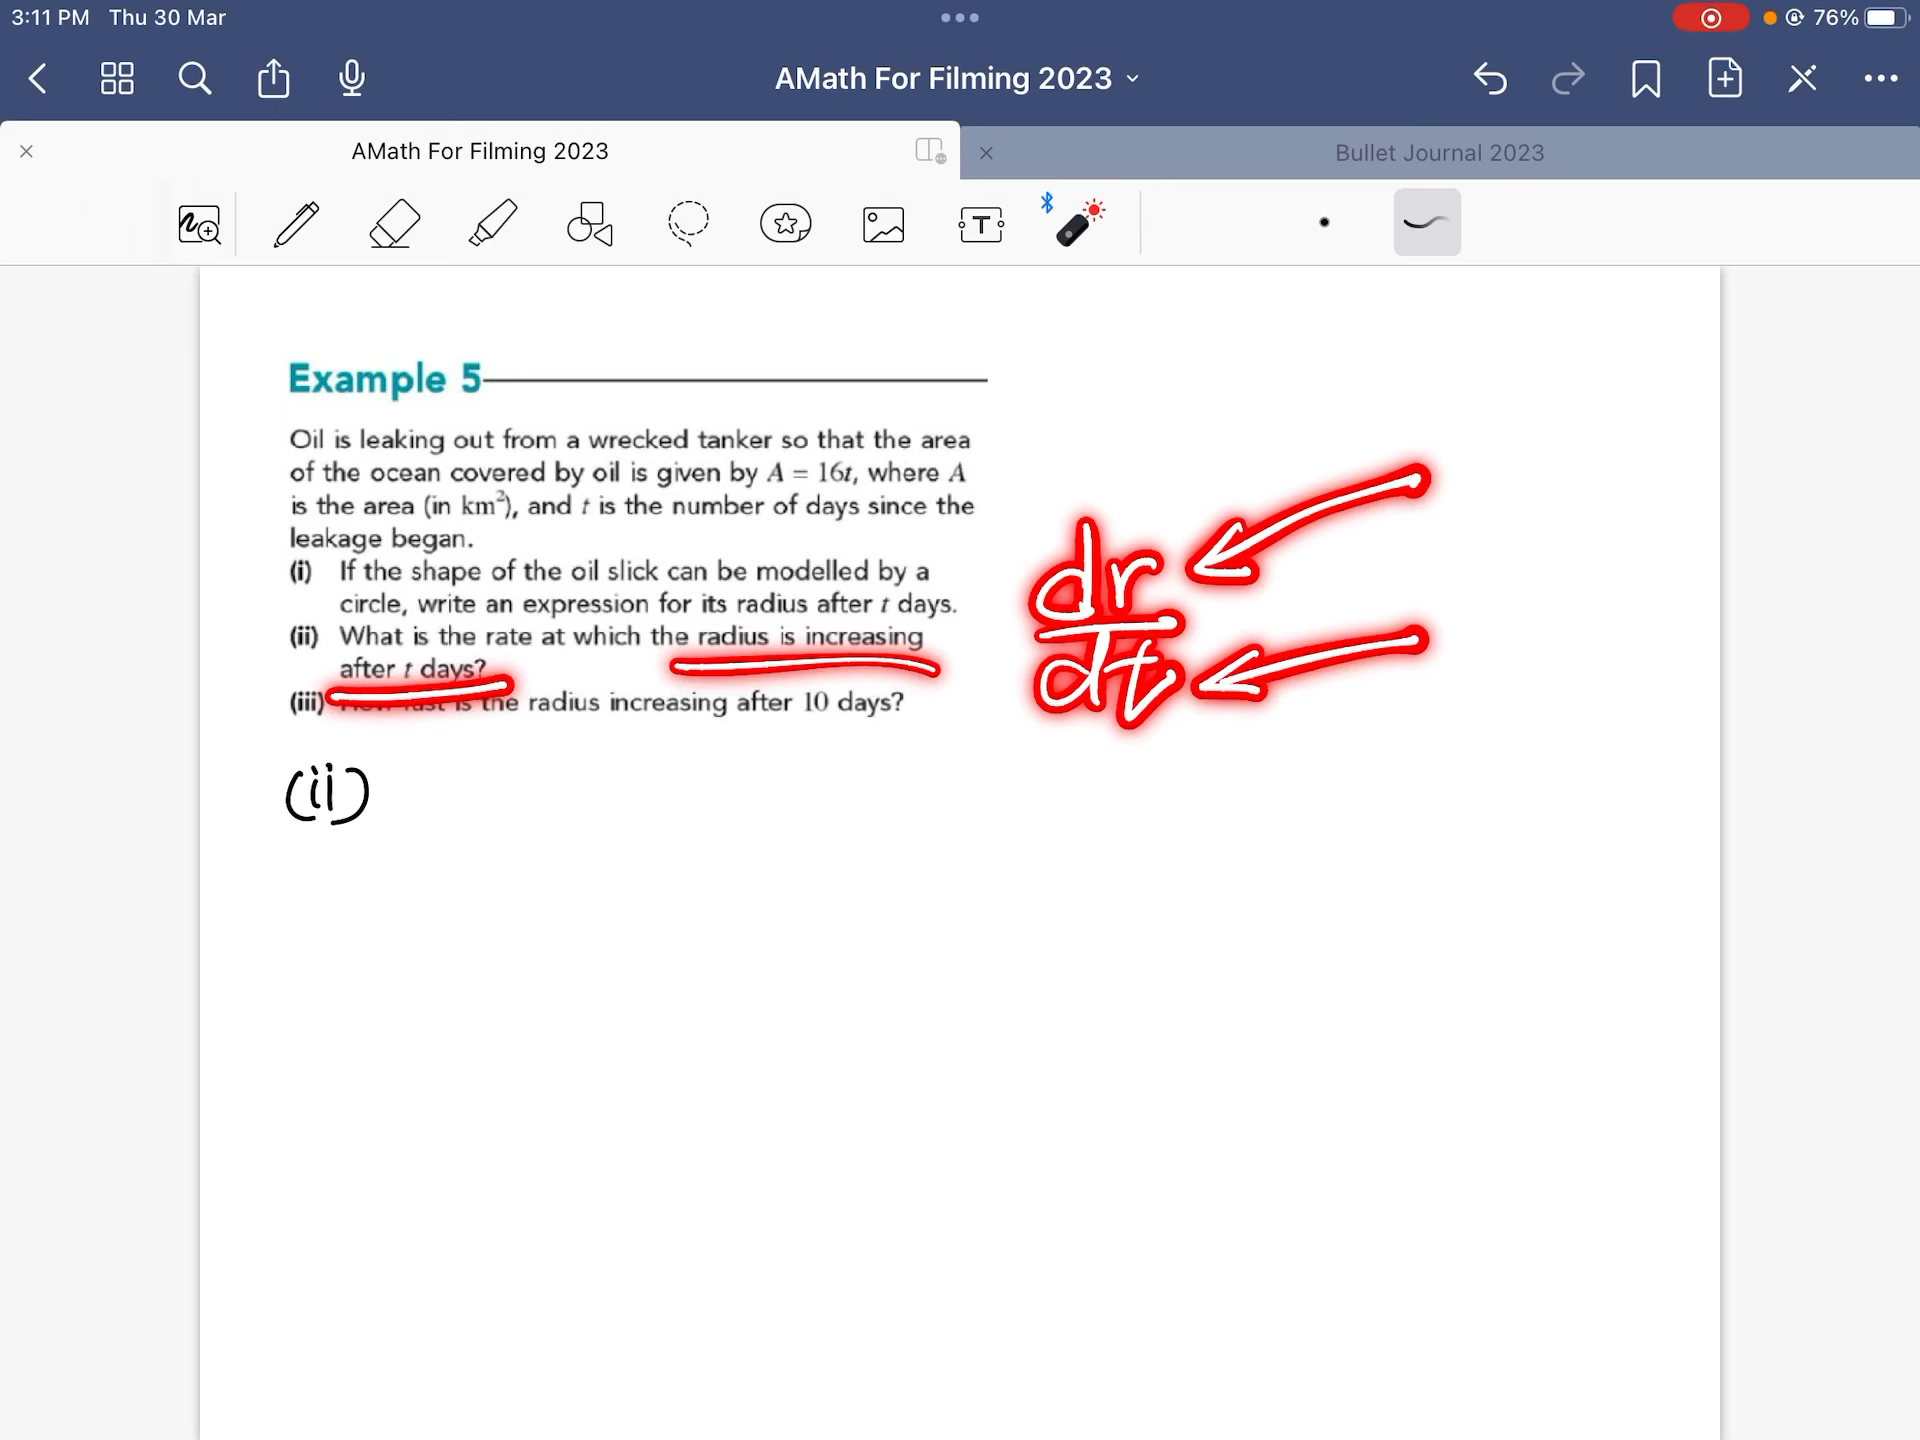 3:11 PM Thu 30 Mar
76%
AMath For Filming 2023
AMath For Filming 2023
Bullet Journal 2023
T
Example 5
Oil is leaking out from a wrecked tanker so that the area
of the ocean covered by oil is given by A = 16t, where A
is the area (in km²), and t is the number of days since the
leakage began.
(i) If the shape of the oil slick can be modelled by a
circle, write an expression for its radius after t days.
(ii) What is the rate at which the radius is increasing
after t days?
(iii) How fast is the radius increasing after 10 days?
dr
dt
(ii)